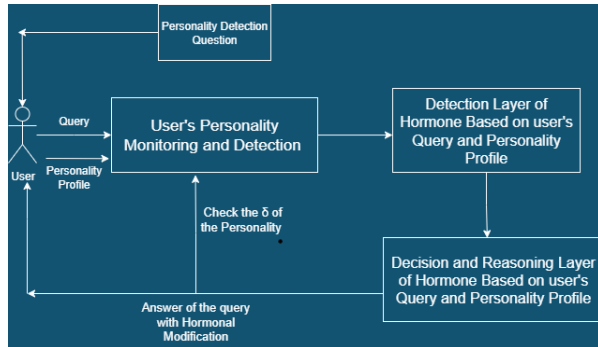 Personality Detection
Question
Query
User
Personality
Profile
User's Personality
Monitoring and Detection
Detection Layer of
Hormone Based on user's
Query and Personality
Profile
Check the δ of
the Personality
Decision and Reasoning Layer
of Hormone Based on user's
Query and Personality Profile
Answer of the query
with Hormonal
Modification